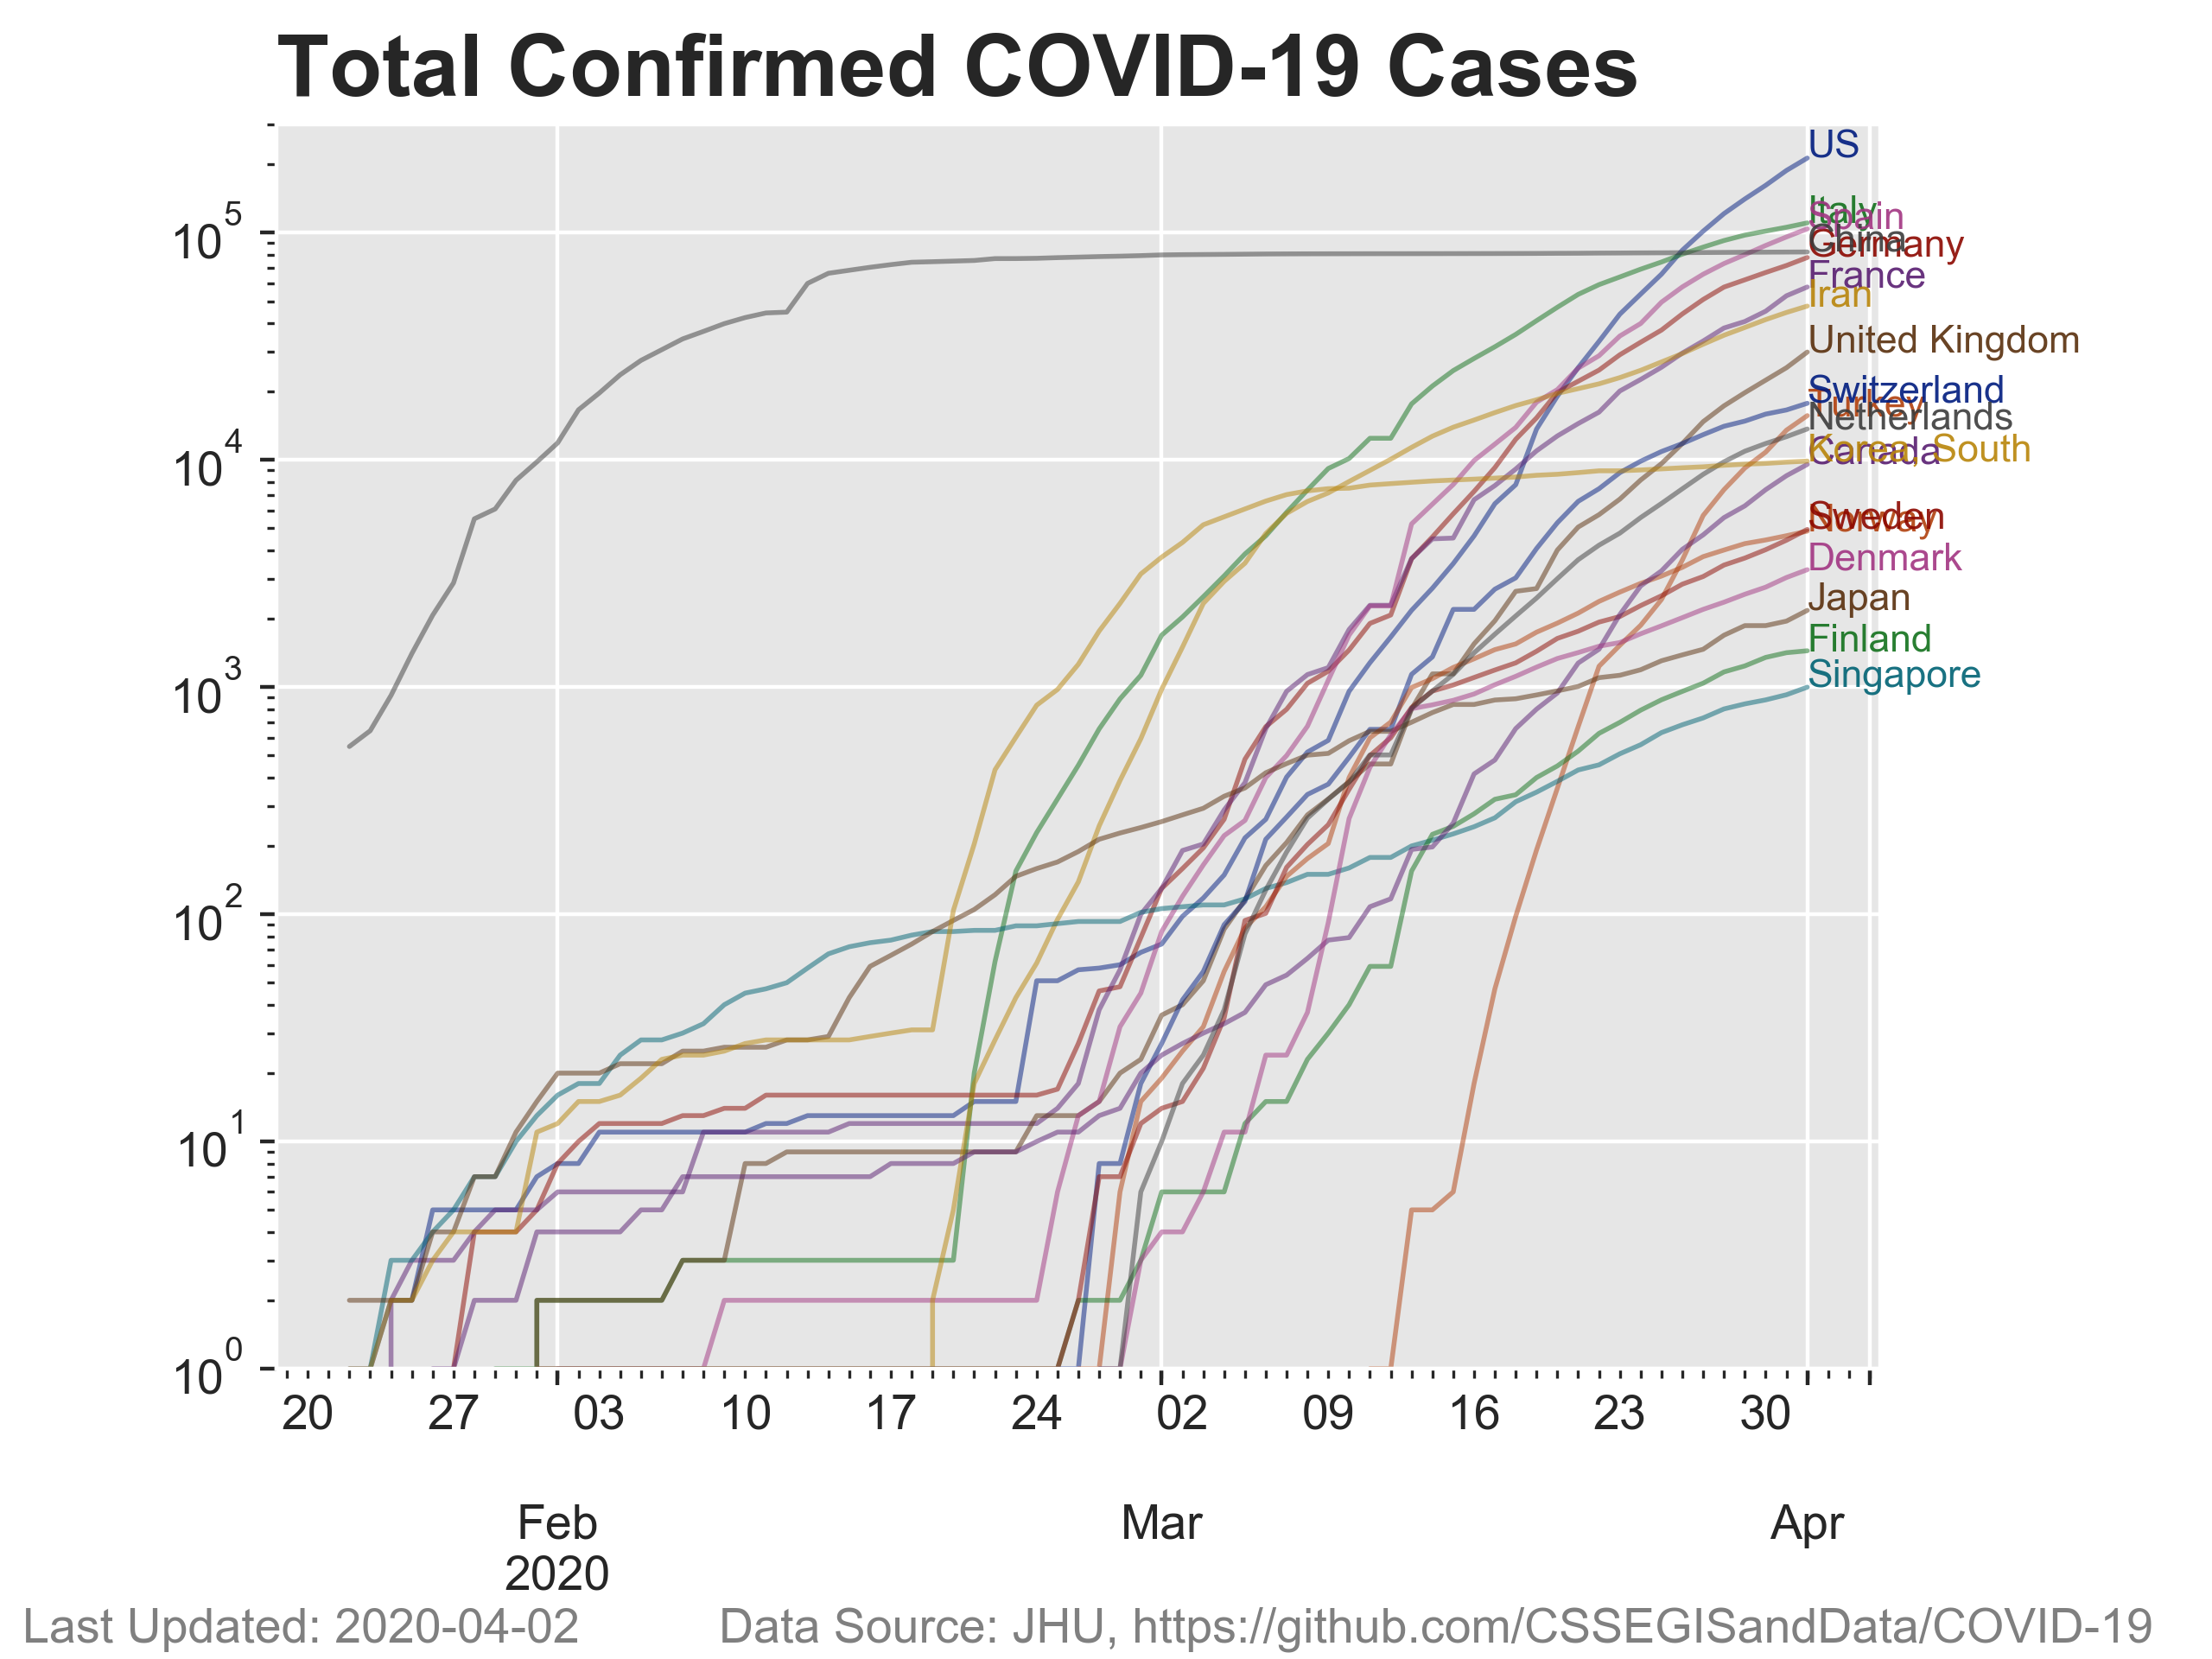 Total Confirmed COVID-19 Cases
10^5
10^4
10^3
10^2
10^1
10^0
US
Italy
Spain
China
Germany
France
Iran
United Kingdom
Switzerland
Turkey
Netherlands
Korea, South
Canada
Sweden
Norway
Denmark
Japan
Finland
Singapore
20 27 03 10 17 24 02 09 16 23 30
Feb Mar Apr
2020
Last Updated: 2020-04-02 Data Source: JHU, https://github.com/CSSEGISandData/COVID-19